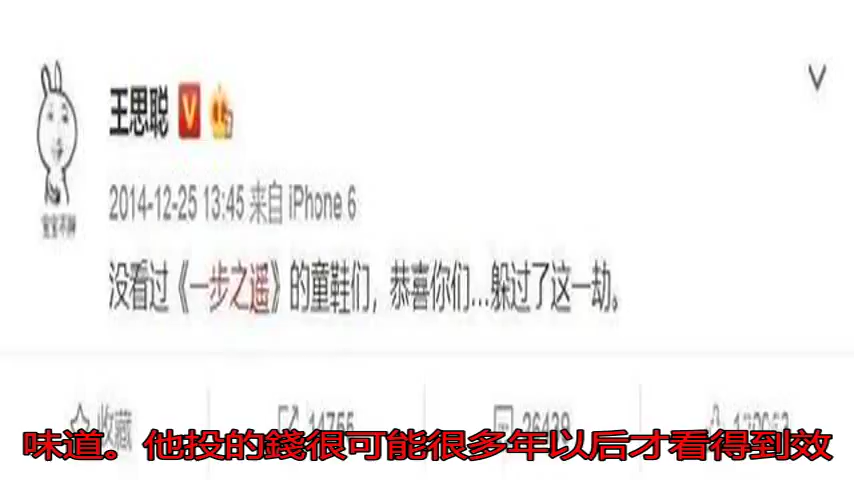 王思聪
2014-12-25 13:45 来自 iPhone 6
没看过《一步之遥》的童鞋们，恭喜你们...躲过了这一劫。
收藏 14755 26439
味道。他投的錢很可能很多年以后才看得到效